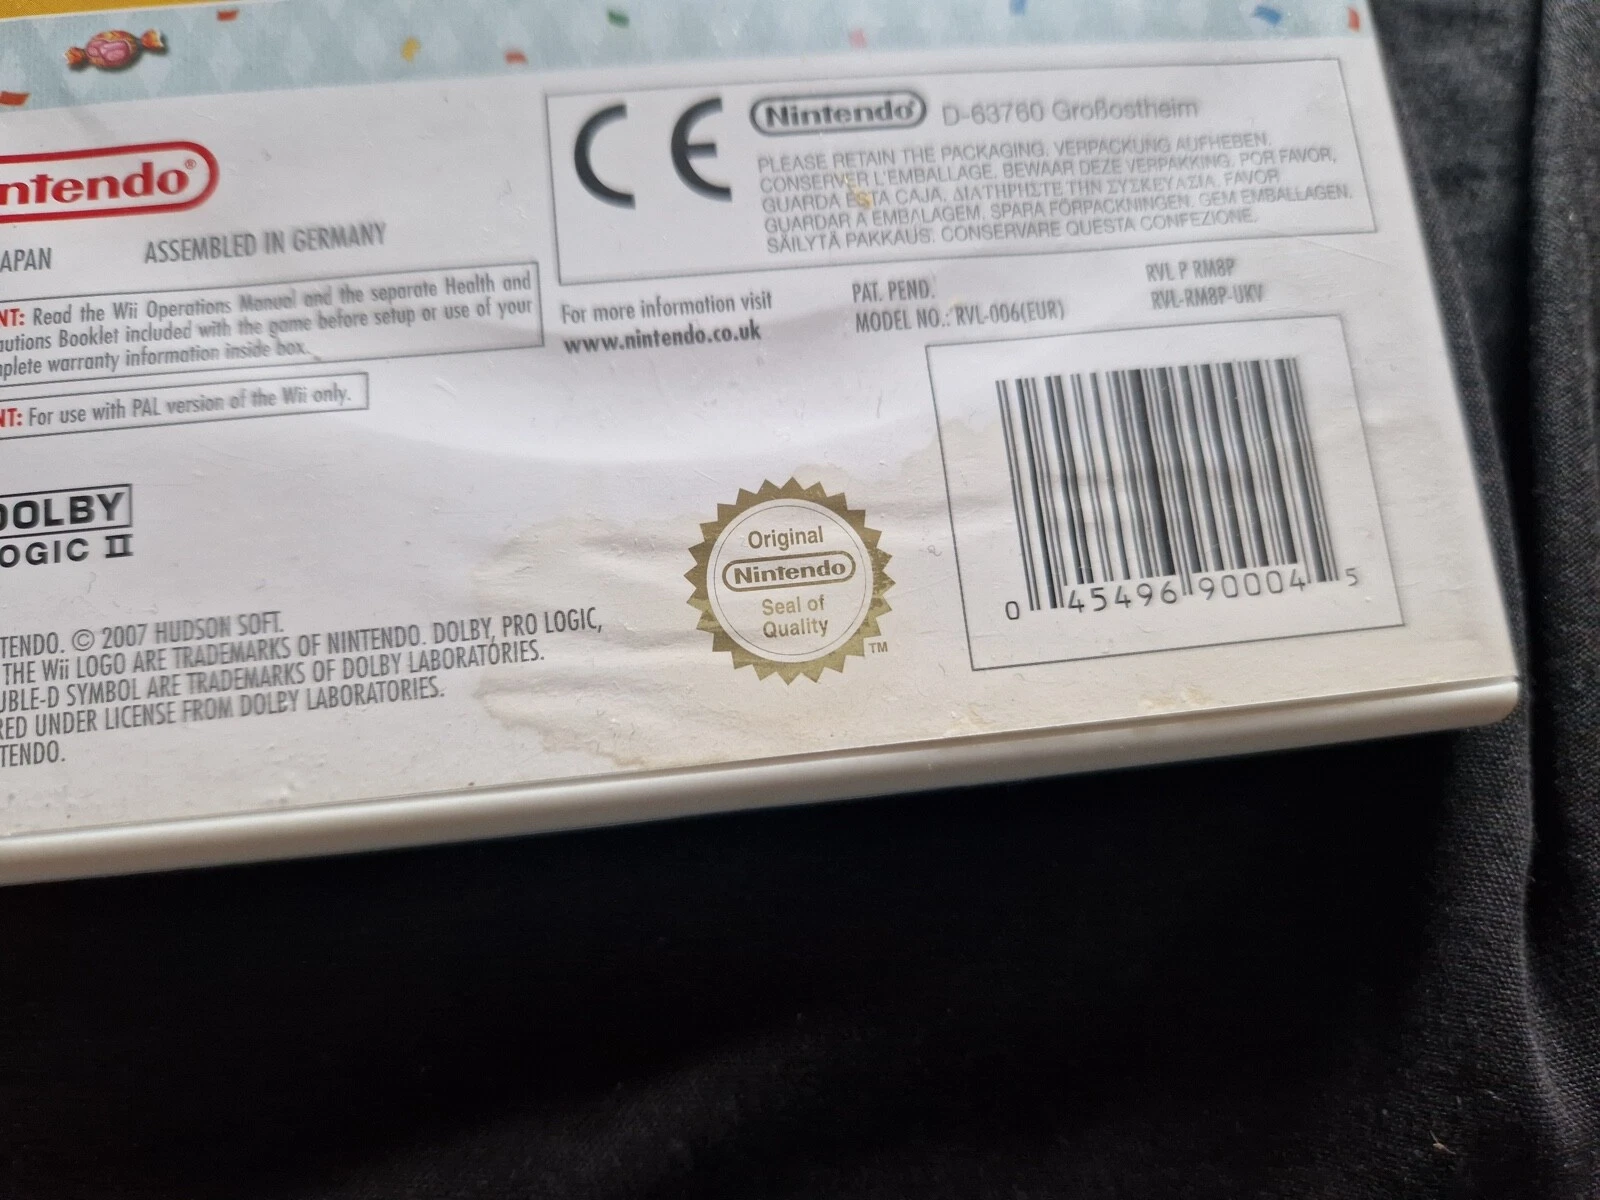 Nintendo D-63760 Großostheim
PLEASE RETAIN THE PACKAGING. VERPACKUNG AUFHEBEN.
CONSERVER L'EMBALLAGE. BEWAAR DEZE VERPAKKING. POR FAVOR,
GUARDA ESTA CAJA. ΔΙΑΤΗΡΗΣΤΕ ΤΗΝ ΣΥΣΚΕΥΑΣΙΑ. FAVOR
GUARDAR A EMBALAGEM. SPARA FÖRPACKNINGEN. GEM EMBALLAGEN.
SÄILYTÄ PAKKAUS. CONSERVARE QUESTA CONFEZIONE.
CE
ntendo®
APAN ASSEMBLED IN GERMANY
NT: Read the Wii Operations Manual and the separate Health and
autions Booklet included with the game before setup or use of your
plete warranty information inside box.
NT: For use with PAL version of the Wii only.
For more information visit
www.nintendo.co.uk
PAT. PEND.
MODEL NO.: RVL-006(EUR)
RVL P RM8P
RVL-RM8P-UKV
DOLBY
OGIC II
Original
Nintendo
Seal of
Quality
TM
0 45496 90004 5
TENDO. © 2007 HUDSON SOFT.
THE Wii LOGO ARE TRADEMARKS OF NINTENDO. DOLBY, PRO LOGIC,
UBLE-D SYMBOL ARE TRADEMARKS OF DOLBY LABORATORIES.
RED UNDER LICENSE FROM DOLBY LABORATORIES.
TENDO.